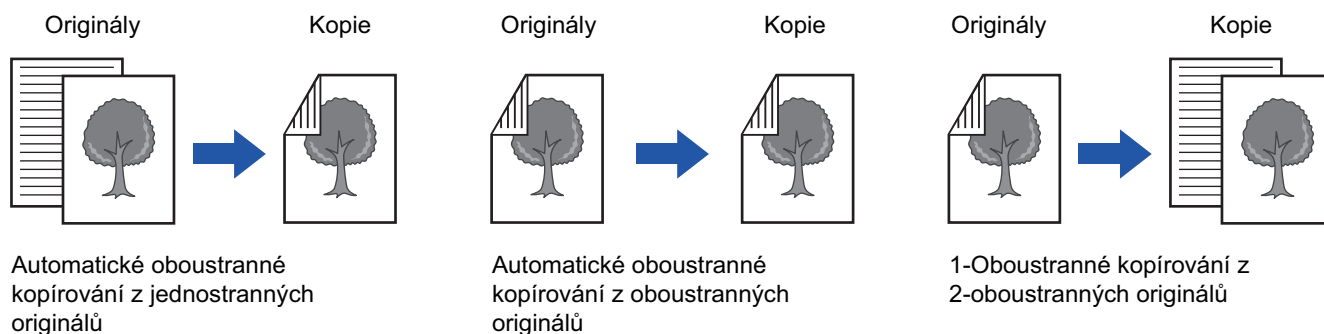 Originály
Kopie
Originály
Kopie
Originály
Kopie
Automatické oboustranné
kopírování z jednostranných
originálů
Automatické oboustranné
kopírování z oboustranných
originálů
1-Oboustranné kopírování z
2-oboustranných originálů